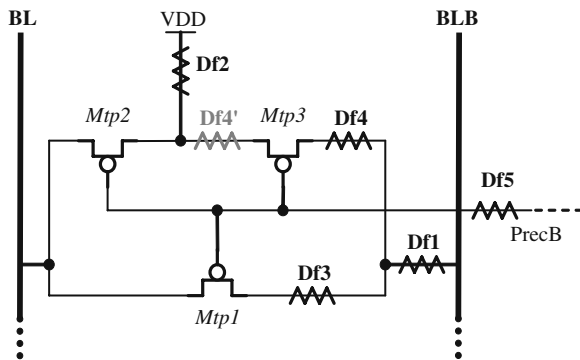 BL
VDD
BLB
Df2
Mtp2
Df4'
Mtp3
Df4
Df5
PrecB
Df1
Df3
Mtp1